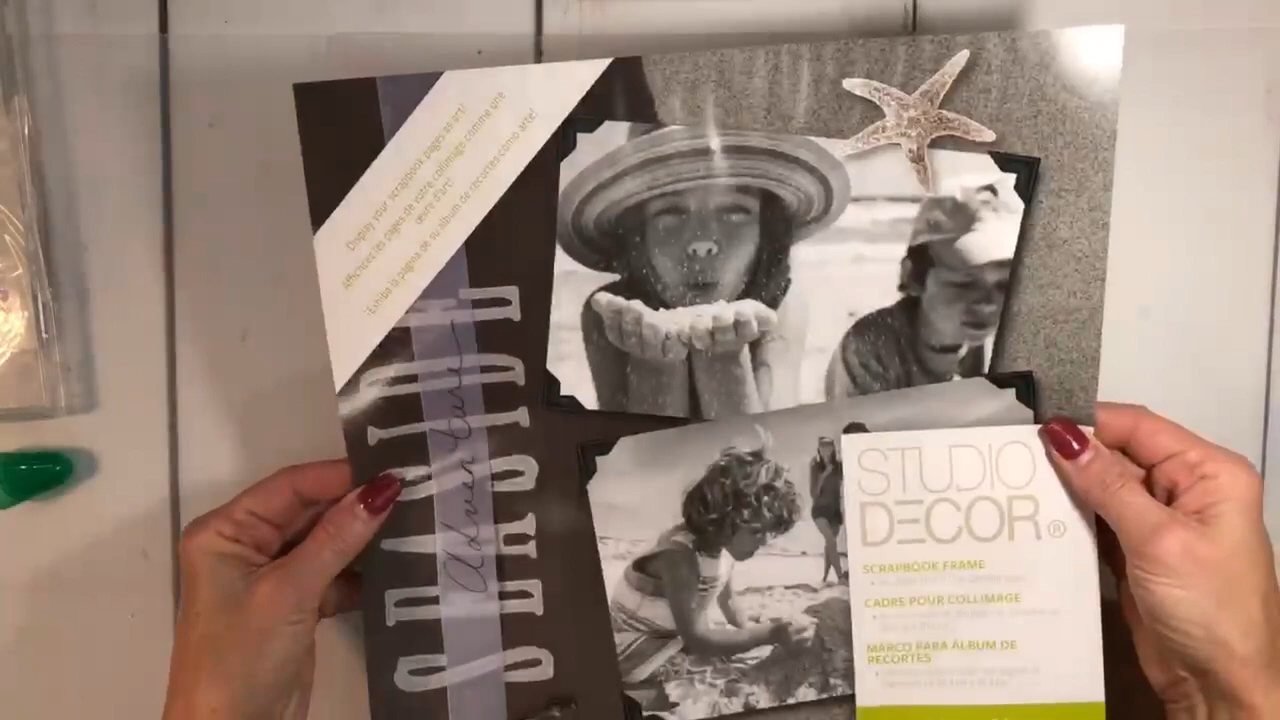 Display your scrapbook pages as art!
Affichez les pages de votre collimage comme une
œuvre d'art!
¡Exhiba la página de su álbum de recortes como arte!
SEASIDE
adventure
STUDIO
DECOR®
SCRAPBOOK FRAME
CADRE POUR COLLIMAGE
MARCO PARA ÁLBUM DE
RECORTES